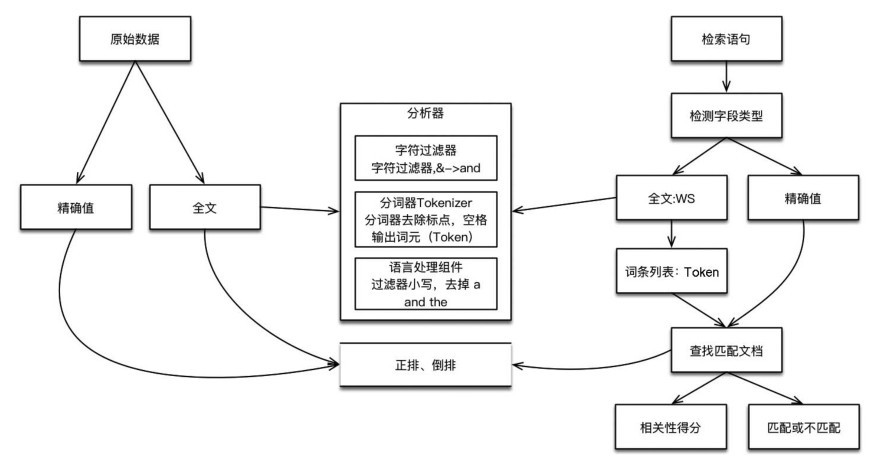 原始数据
检索语句
分析器
检测字段类型
字符过滤器
字符过滤器,&->and
精确值
全文
分词器Tokenizer
分词器去除标点，空格
输出词元（Token）
全文:WS
精确值
语言处理组件
过滤器小写，去掉 a
and the
词条列表：Token
正排、倒排
查找匹配文档
相关性得分
匹配或不匹配